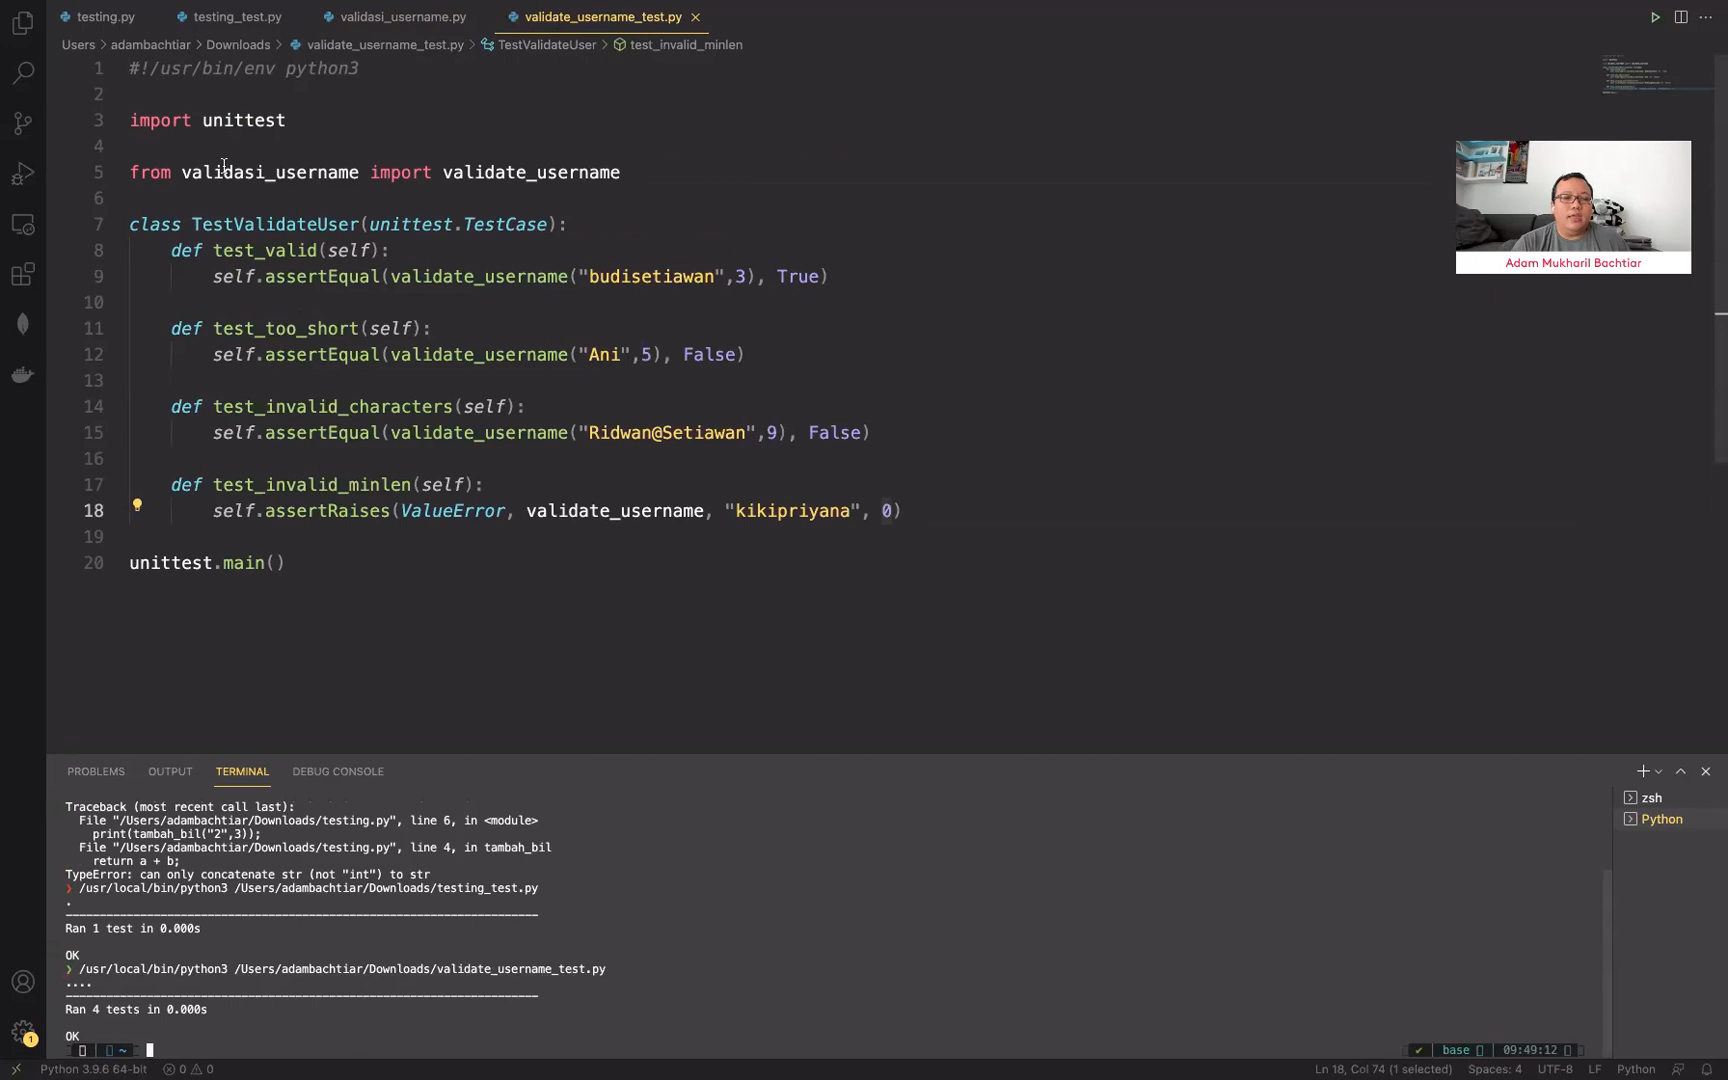 testing.py testing_test.py validasi_username.py validate_username_test.py
Users > adambachtiar > Downloads > validate_username_test.py > TestValidateUser > test_invalid_minlen
1 #!/usr/bin/env python3
2
3 import unittest
4
5 from validasi_username import validate_username
6
7 class TestValidateUser(unittest.TestCase):
8 def test_valid(self):
9 self.assertEqual(validate_username("budisetiawan",3), True)
10
11 def test_too_short(self):
12 self.assertEqual(validate_username("Ani",5), False)
13
14 def test_invalid_characters(self):
15 self.assertEqual(validate_username("Ridwan@Setiawan",9), False)
16
17 def test_invalid_minlen(self):
18 self.assertRaises(ValueError, validate_username, "kikipriyana", 0)
19
20 unittest.main()
Adam Mukharil Bachtiar
PROBLEMS OUTPUT TERMINAL DEBUG CONSOLE
zsh
Python
Traceback (most recent call last):
File "/Users/adambachtiar/Downloads/testing.py", line 6, in <module>
print(tambah_bil("2",3));
File "/Users/adambachtiar/Downloads/testing.py", line 4, in tambah_bil
return a + b;
TypeError: can only concatenate str (not "int") to str
❯ /usr/local/bin/python3 /Users/adambachtiar/Downloads/testing_test.py
.
----------------------------------------------------------------------
Ran 1 test in 0.000s
OK
❯ /usr/local/bin/python3 /Users/adambachtiar/Downloads/validate_username_test.py
....
----------------------------------------------------------------------
Ran 4 tests in 0.000s
OK
~ ✔ base 09:49:12
1
Python 3.9.6 64-bit 0 0 Ln 18, Col 74 (1 selected) Spaces: 4 UTF-8 LF Python